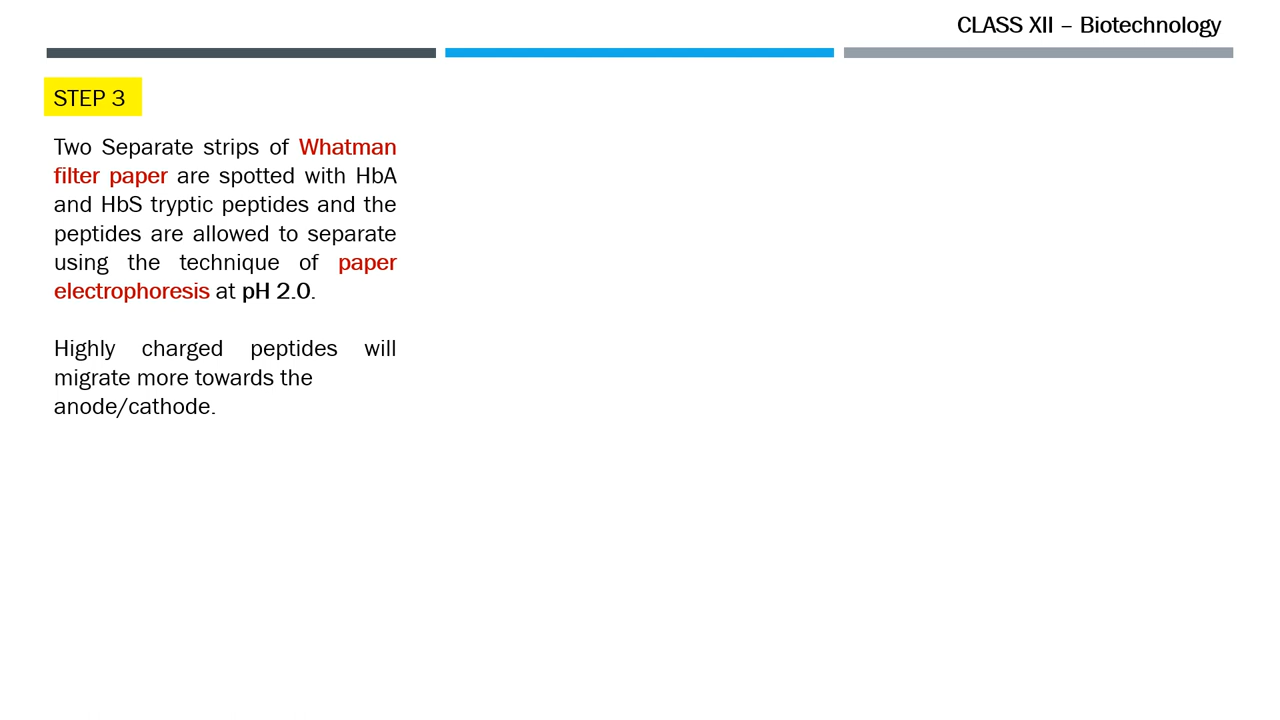 CLASS XII – Biotechnology
STEP 3
Two Separate strips of Whatman
filter paper are spotted with HbA
and HbS tryptic peptides and the
peptides are allowed to separate
using the technique of paper
electrophoresis at pH 2.0.
Highly charged peptides will
migrate more towards the
anode/cathode.